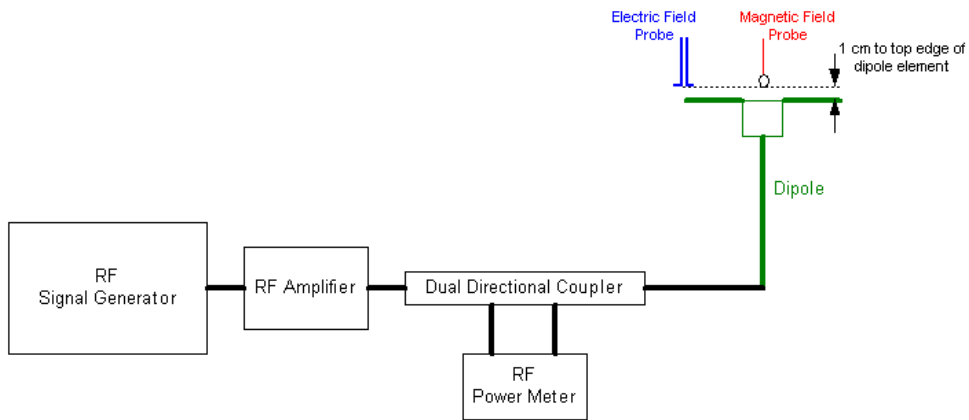 Electric Field
Probe
Magnetic Field
Probe
1 cm to top edge of
dipole element
Dipole
RF
Signal Generator
RF Amplifier
Dual Directional Coupler
RF
Power Meter